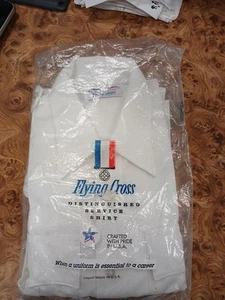 Flying Cross
DISTINGUISHED
SERVICE
SHIRT
CRAFTED
WITH PRIDE
IN U.S.A.
When a uniform is essential to a career